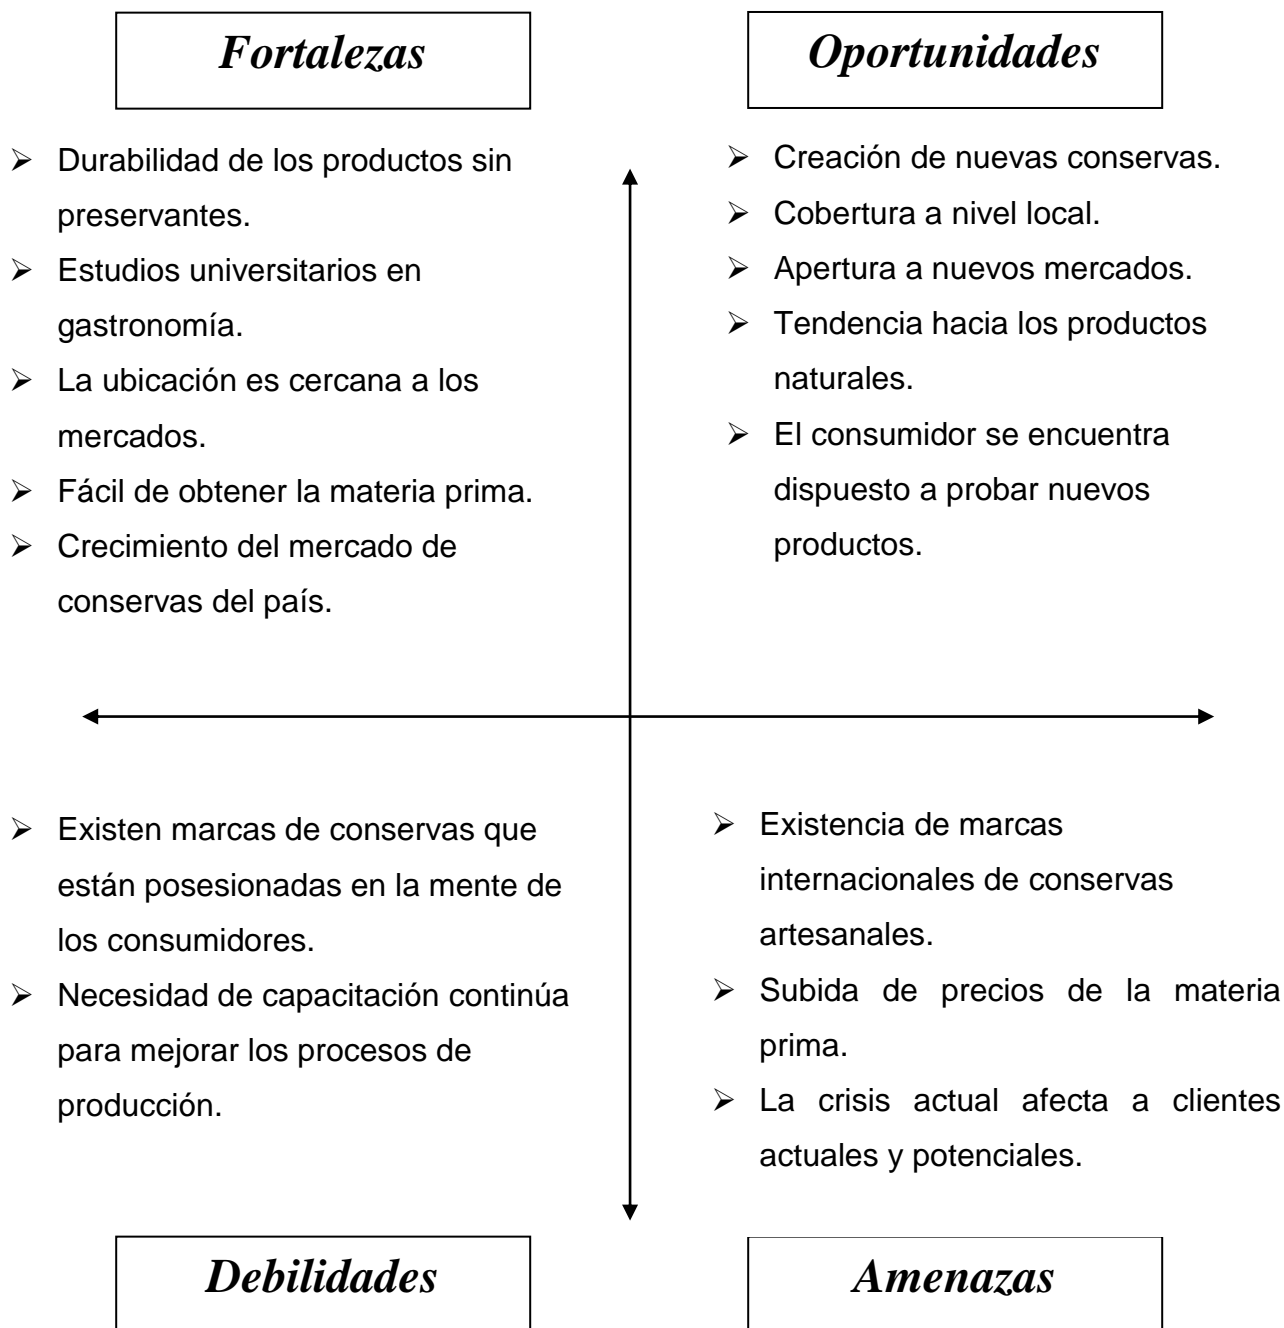 Fortalezas
➢ Durabilidad de los productos sin
preservantes.
➢ Estudios universitarios en
gastronomía.
➢ La ubicación es cercana a los
mercados.
➢ Fácil de obtener la materia prima.
➢ Crecimiento del mercado de
conservas del país.
Oportunidades
➢ Creación de nuevas conservas.
➢ Cobertura a nivel local.
➢ Apertura a nuevos mercados.
➢ Tendencia hacia los productos
naturales.
➢ El consumidor se encuentra
dispuesto a probar nuevos
productos.
➢ Existen marcas de conservas que
están posesionadas en la mente de
los consumidores.
➢ Necesidad de capacitación continúa
para mejorar los procesos de
producción.
Debilidades
➢ Existencia de marcas
internacionales de conservas
artesanales.
➢ Subida de precios de la materia
prima.
➢ La crisis actual afecta a clientes
actuales y potenciales.
Amenazas